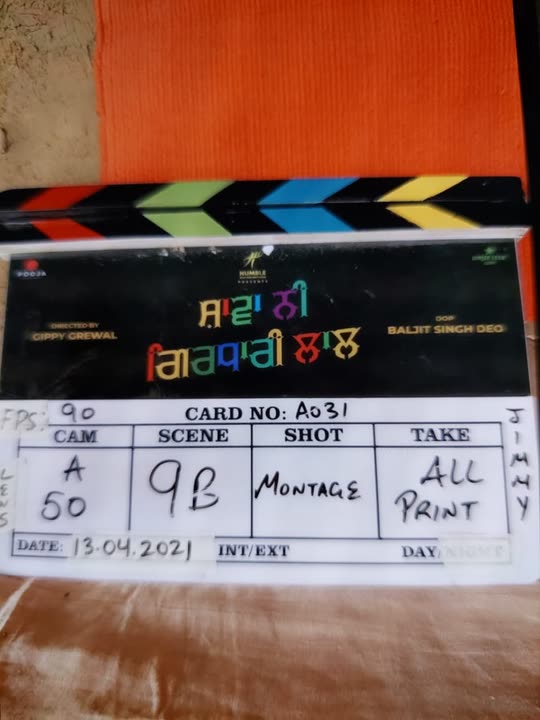 POOJA
HUMBLE
PRESENTS
ਸ਼ਾਵਾ ਨੀ
ਗਿਰਧਾਰੀ ਲਾਲ
DIRECTED BY
GIPPY GREWAL
DOP
BALJIT SINGH DEO
FPS: 90
CARD NO: A031
CAM SCENE SHOT TAKE
A 50
9B
MONTAGE
ALL PRINT
LENS
JIMMY
DATE: 13.04.2021 INT/EXT DAY/NIGHT